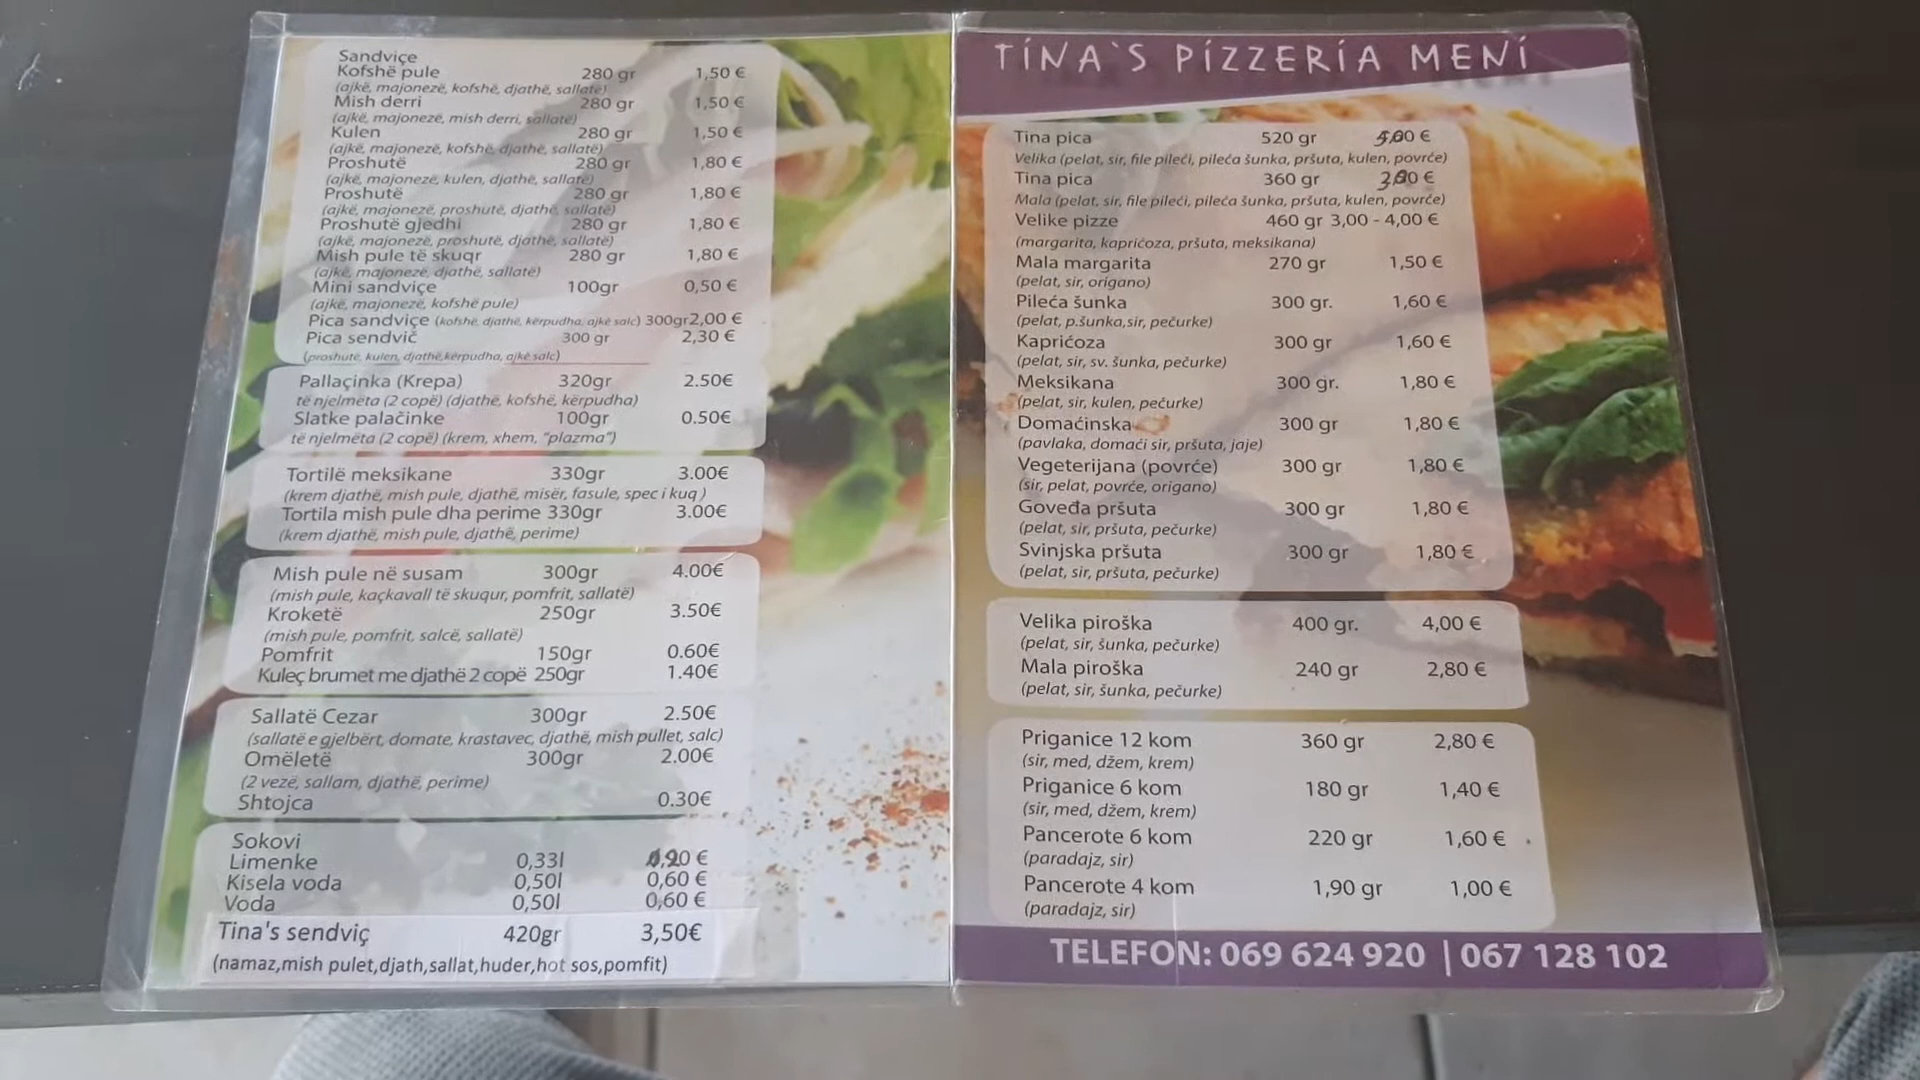 Sandviçe
Kofshë pule 280 gr 1,50 €
(ajkë, majonezë, kofshë, djathë, sallatë)
Mish derri 280 gr 1,50 €
(ajkë, majonezë, mish derri, sallatë)
Kulen 280 gr 1,50 €
(ajkë, majonezë, kofshë, djathë, sallatë)
Proshutë 280 gr 1,80 €
(ajkë, majonezë, kulen, djathë, sallatë)
Proshutë 280 gr 1,80 €
(ajkë, majonezë, proshutë, djathë, sallatë)
Proshutë gjedhi 280 gr 1,80 €
(ajkë, majonezë, proshutë, djathë, sallatë)
Mish pule të skuqr 280 gr 1,80 €
(ajkë, majonezë, djathë, sallatë)
Mini sandviçe 100gr 0,50 €
(ajkë, majonezë, kofshë pule)
Pica sandviçe (kofshë, djathë, kërpudha, ajkë salc) 300gr 2,00 €
Pica sendvič 300 gr 2,30 €
(proshutë, kulen, djathë,kërpudha, ajkë salc)
Pallaçinka (Krepa) 320gr 2.50€
të njelmëta (2 copë) (djathë, kofshë, kërpudha)
Slatke palačinke 100gr 0.50€
të njelmëta (2 copë) (krem, xhem, "plazma")
Tortilë meksikane 330gr 3.00€
(krem djathë, mish pule, djathë, misër, fasule, spec i kuq )
Tortila mish pule dha perime 330gr 3.00€
(krem djathë, mish pule, djathë, perime)
Mish pule në susam 300gr 4.00€
(mish pule, kaçkavall të skuqur, pomfrit, sallatë)
Kroketë 250gr 3.50€
(mish pule, pomfrit, salcë, sallatë)
Pomfrit 150gr 0.60€
Kuleç brumet me djathë 2 copë 250gr 1.40€
Sallatë Cezar 300gr 2.50€
(sallatë e gjelbërt, domate, krastavec, djathë, mish pullet, salc)
Omëletë 300gr 2.00€
(2 vezë, sallam, djathë, perime)
Shtojca 0.30€
Sokovi
Limenke 0,33l ,90 €
Kisela voda 0,50l 0,60 €
Voda 0,50l 0,60 €
Tina's sendviç 420gr 3,50€
(namaz,mish pulet,djath,sallat,huder,hot sos,pomfit)
TINA`S PIZZERIA MENI
Tina pica 520 gr
Velika (pelat, sir, file pileći, pileća šunka, pršuta, kulen, povrće)
Tina pica 360 gr
Mala (pelat, sir, file pileći, pileća šunka, pršuta, kulen, povrće)
Velike pizze 460 gr 3,00 - 4,00 €
(margarita, kaprićoza, pršuta, meksikana)
Mala margarita 270 gr 1,50 €
(pelat, sir, origano)
Pileća šunka 300 gr. 1,60 €
(pelat, p.šunka,sir, pečurke)
Kaprićoza 300 gr 1,60 €
(pelat, sir, sv. šunka, pečurke)
Meksikana 300 gr. 1,80 €
(pelat, sir, kulen, pečurke)
Domaćinska 300 gr 1,80 €
(pavlaka, domaći sir, pršuta, jaje)
Vegeterijana (povrće) 300 gr 1,80 €
(sir, pelat, povrće, origano)
Goveđa pršuta 300 gr 1,80 €
(pelat, sir, pršuta, pečurke)
Svinjska pršuta 300 gr 1,80 €
(pelat, sir, pršuta, pečurke)
Velika piroška 400 gr. 4,00 €
(pelat, sir, šunka, pečurke)
Mala piroška 240 gr 2,80 €
(pelat, sir, šunka, pečurke)
Priganice 12 kom 360 gr 2,80 €
(sir, med, džem, krem)
Priganice 6 kom 180 gr 1,40 €
(sir, med, džem, krem)
Pancerote 6 kom 220 gr 1,60 €
(paradajz, sir)
Pancerote 4 kom 1,90 gr 1,00 €
(paradajz, sir)
TELEFON: 069 624 920 | 067 128 102